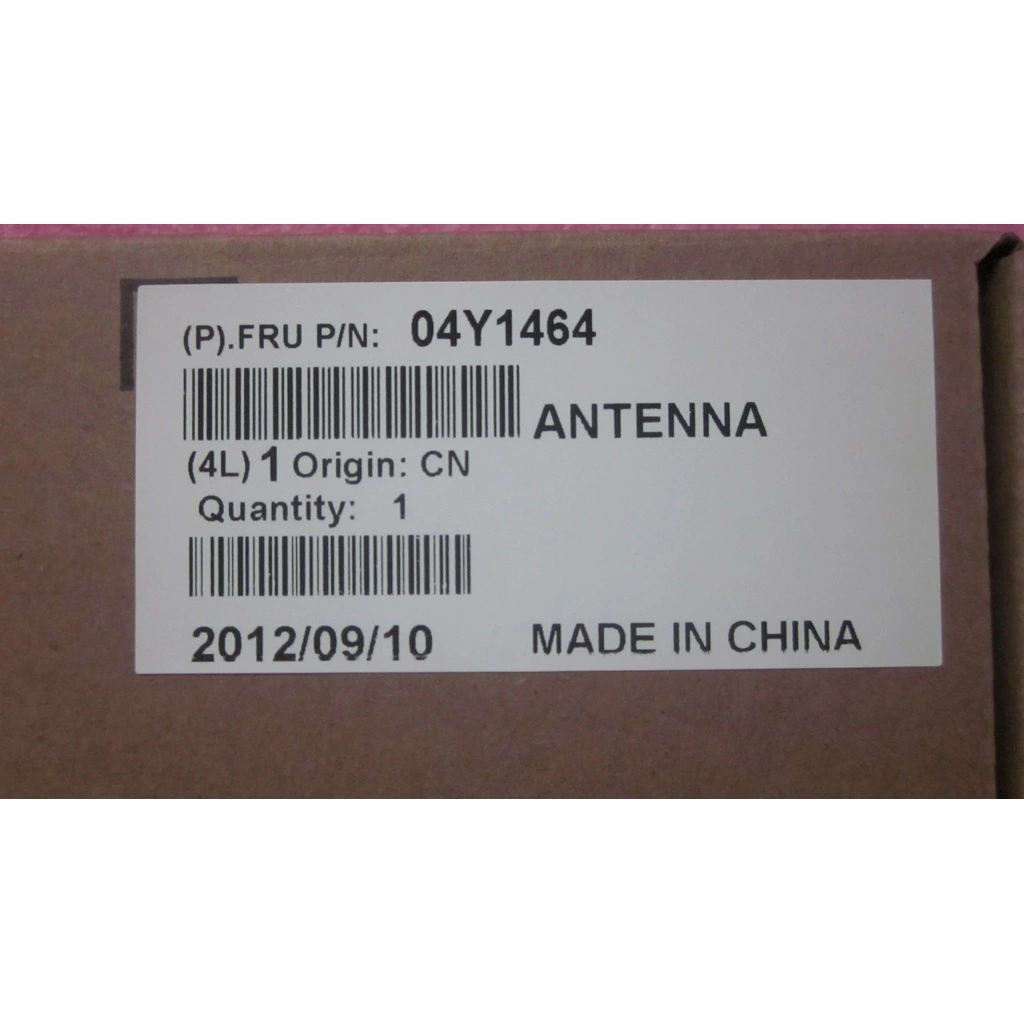 (P).FRU P/N: 04Y1464
ANTENNA
(4L) 1 Origin: CN
Quantity: 1
2012/09/10 MADE IN CHINA